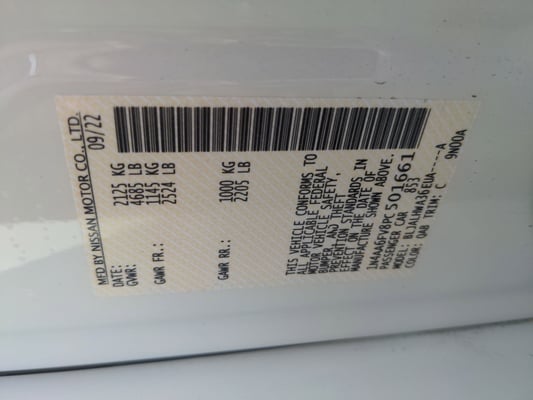 MFD BY NISSAN MOTOR CO., LTD.
DATE: 09/22
GVWR: 2125 KG
4685 LB
GAWR FR.: 1145 KG
2524 LB
GAWR RR.: 1000 KG
2205 LB
THIS VEHICLE CONFORMS TO
ALL APPLICABLE FEDERAL
MOTOR VEHICLE SAFETY,
BUMPER, AND THEFT
PREVENTION STANDARDS IN
EFFECT ON THE DATE OF
MANUFACTURE SHOWN ABOVE.
1N4AA6FV8PC501661
PASSENGER CAR 853
MODEL: BLJALHWA36EUA----A
COLOR: QAB TRIM: C 9N00A